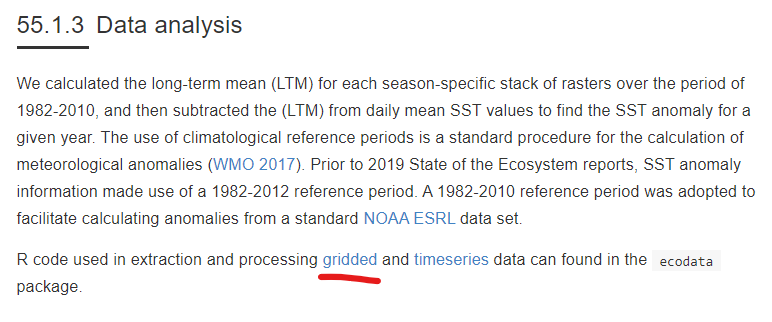 55.1.3 Data analysis
We calculated the long-term mean (LTM) for each season-specific stack of rasters over the period of
1982-2010, and then subtracted the (LTM) from daily mean SST values to find the SST anomaly for a
given year. The use of climatological reference periods is a standard procedure for the calculation of
meteorological anomalies (WMO 2017). Prior to 2019 State of the Ecosystem reports, SST anomaly
information made use of a 1982-2012 reference period. A 1982-2010 reference period was adopted to
facilitate calculating anomalies from a standard NOAA ESRL data set.
R code used in extraction and processing gridded and timeseries data can found in the ecodata
package.